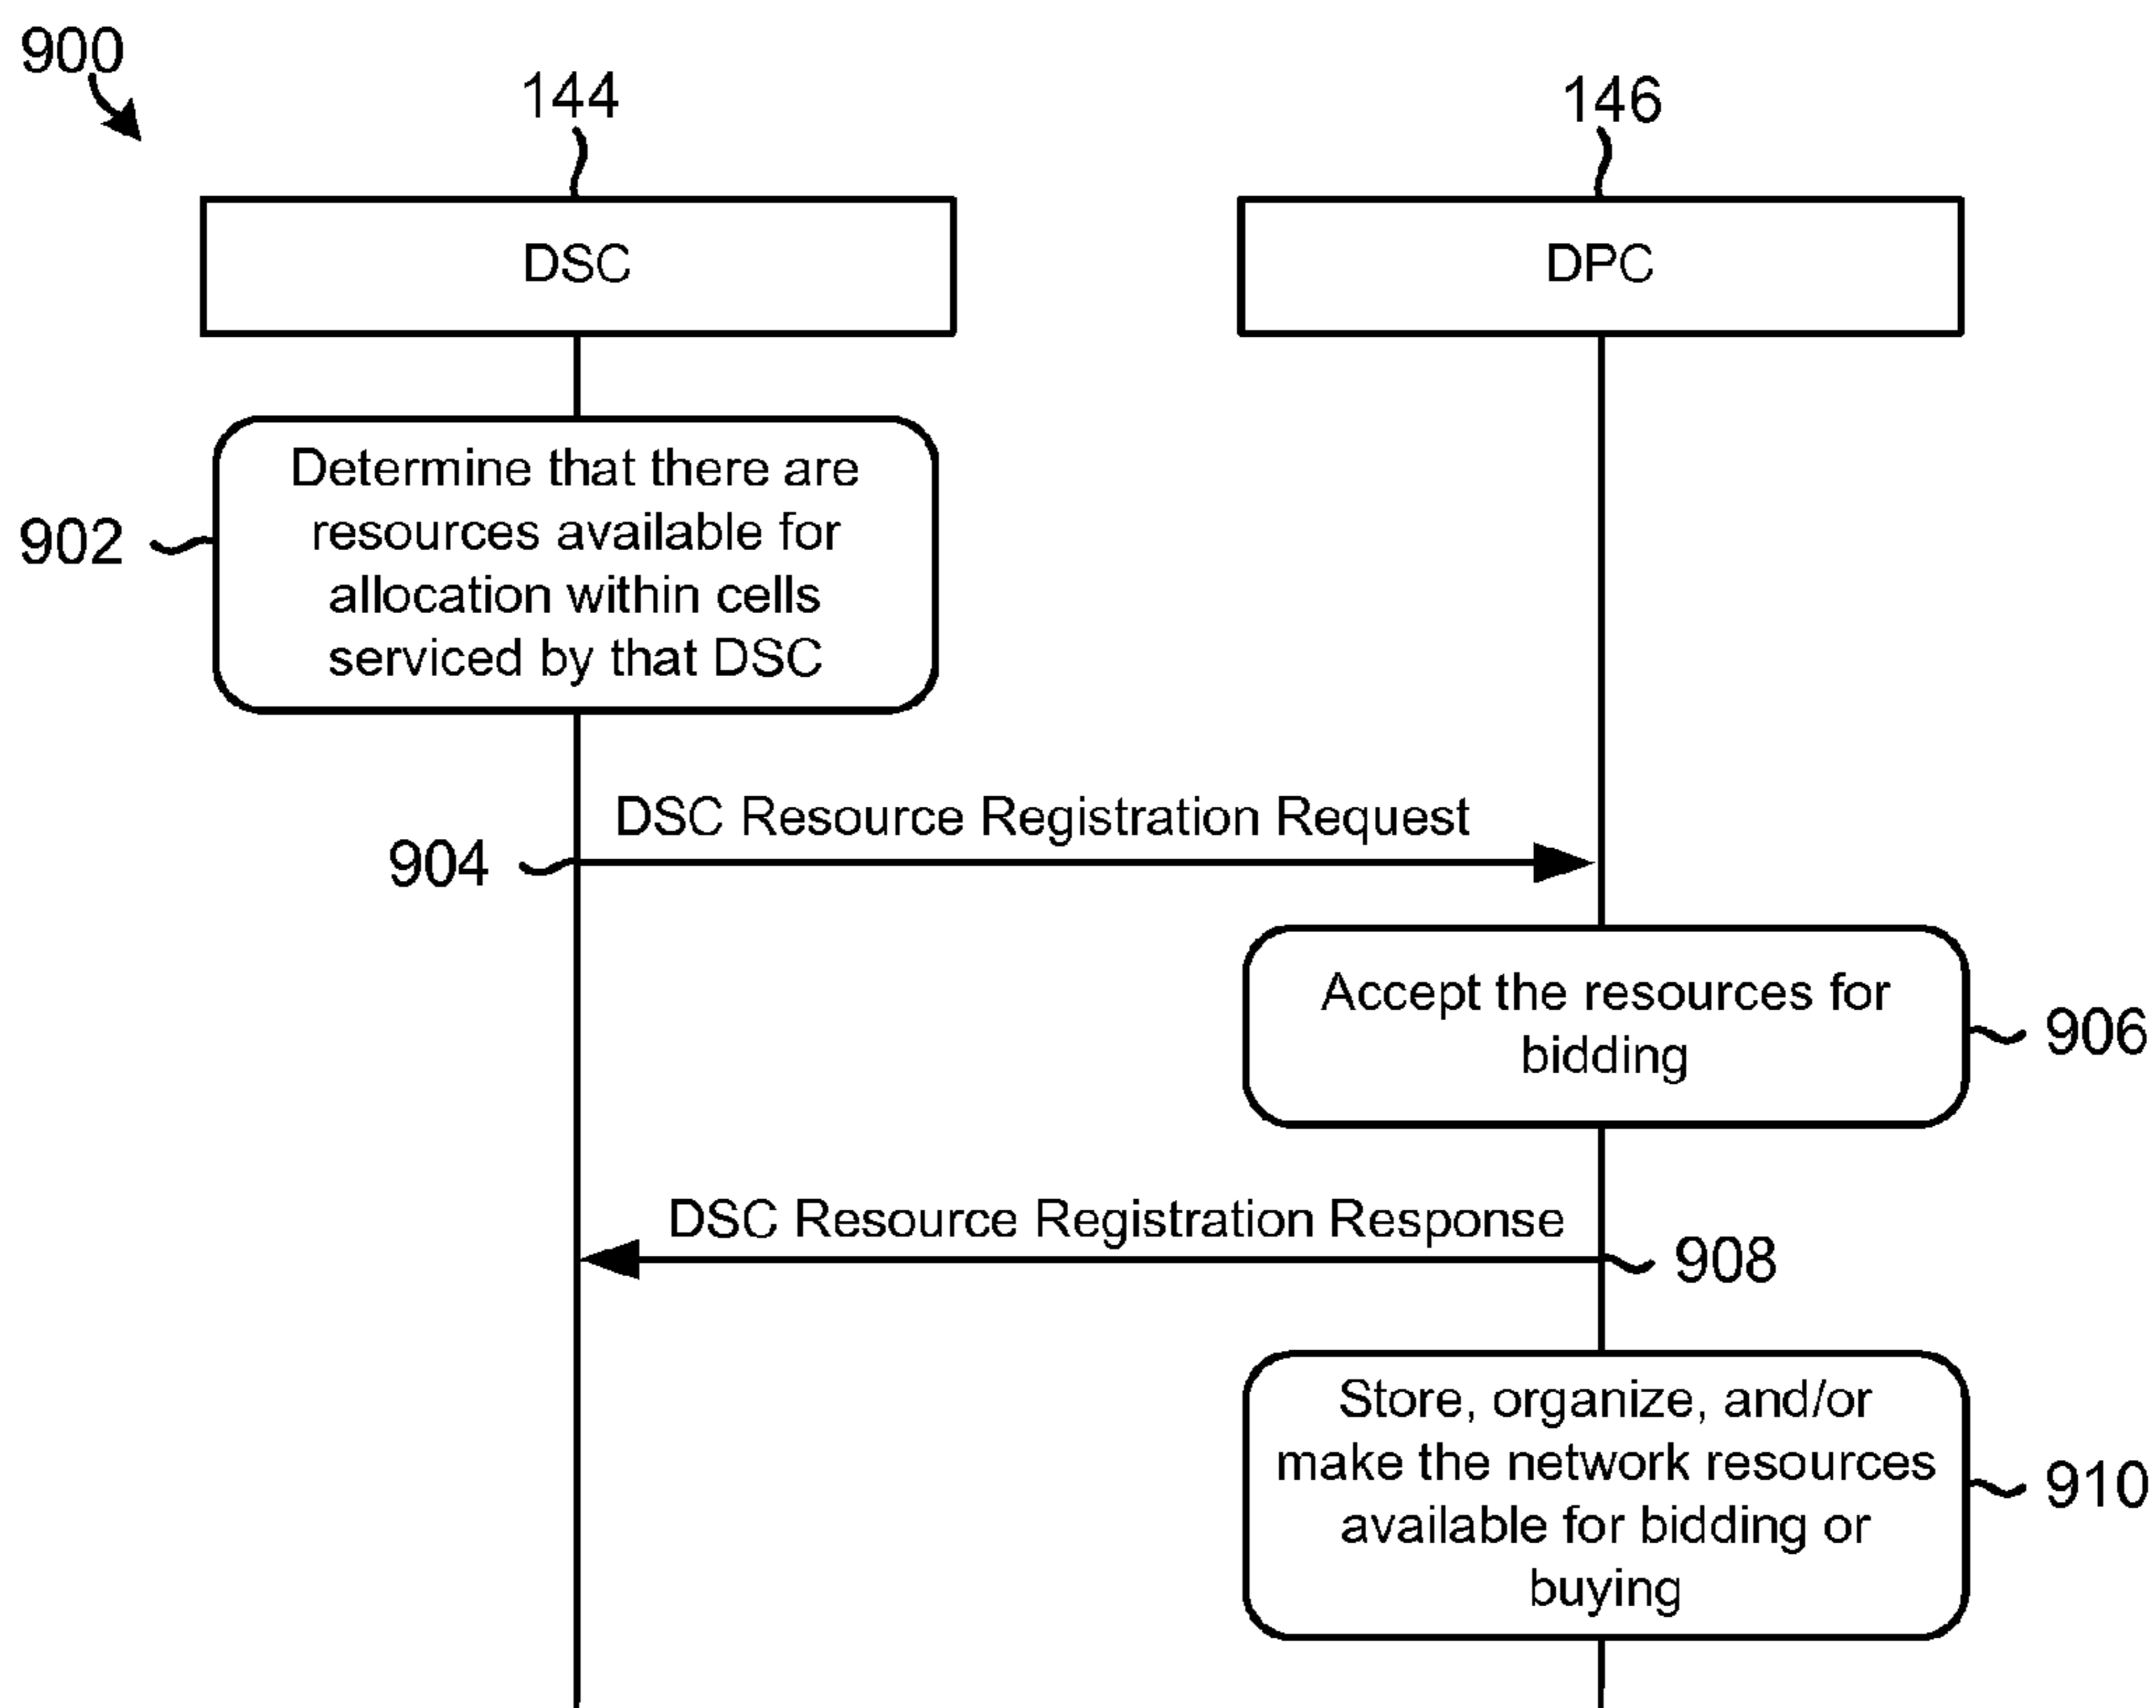 900
144
146
DSC
DPC
Determine that there are
resources available for
allocation within cells
serviced by that DSC
902
DSC Resource Registration Request
904
Accept the resources for
bidding
906
DSC Resource Registration Response
908
Store, organize, and/or
make the network resources
available for bidding or
buying
910